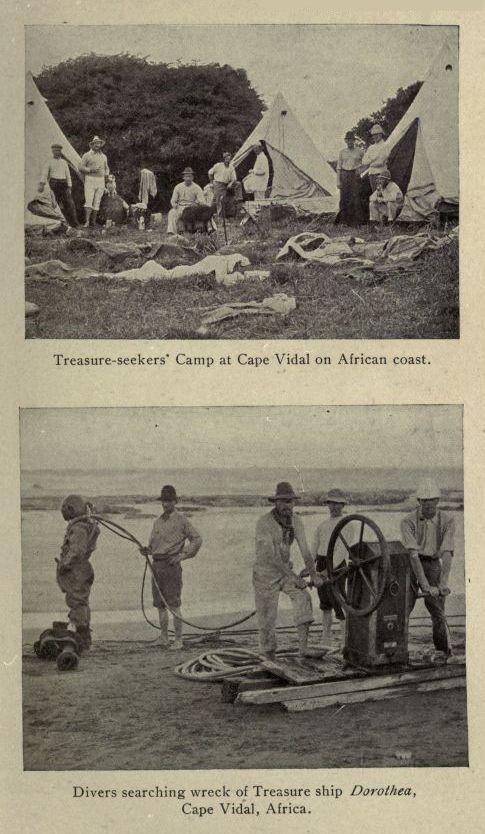 Treasure-seekers' Camp at Cape Vidal on African coast.
Divers searching wreck of Treasure ship Dorothea,
Cape Vidal, Africa.